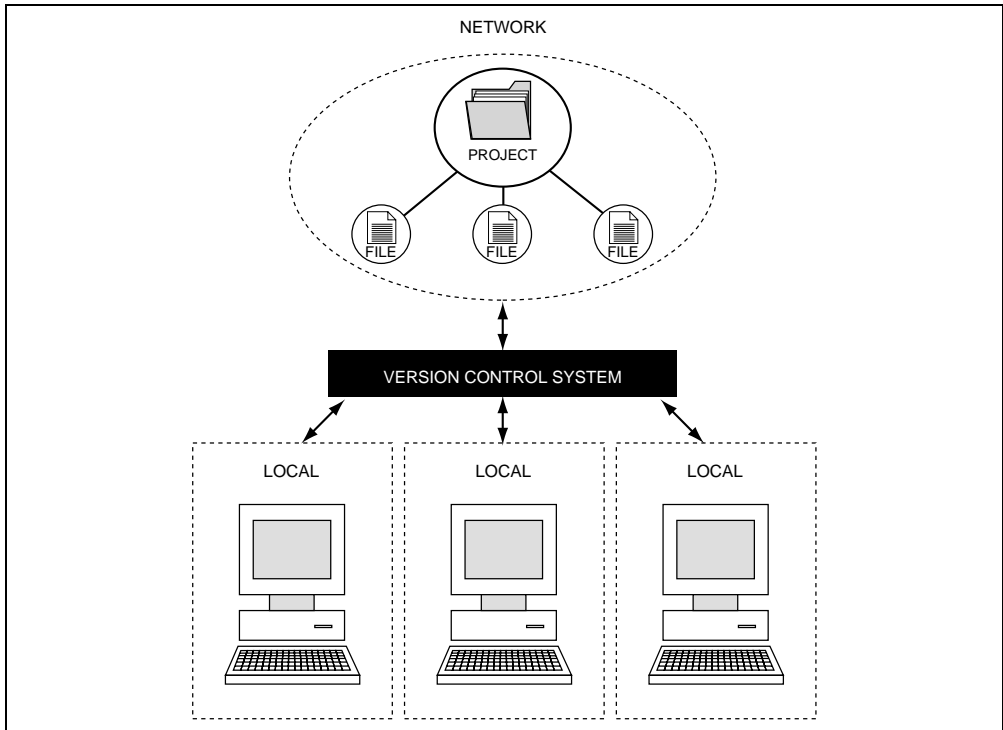 NETWORK
PROJECT
FILE
FILE
FILE
VERSION CONTROL SYSTEM
LOCAL
LOCAL
LOCAL